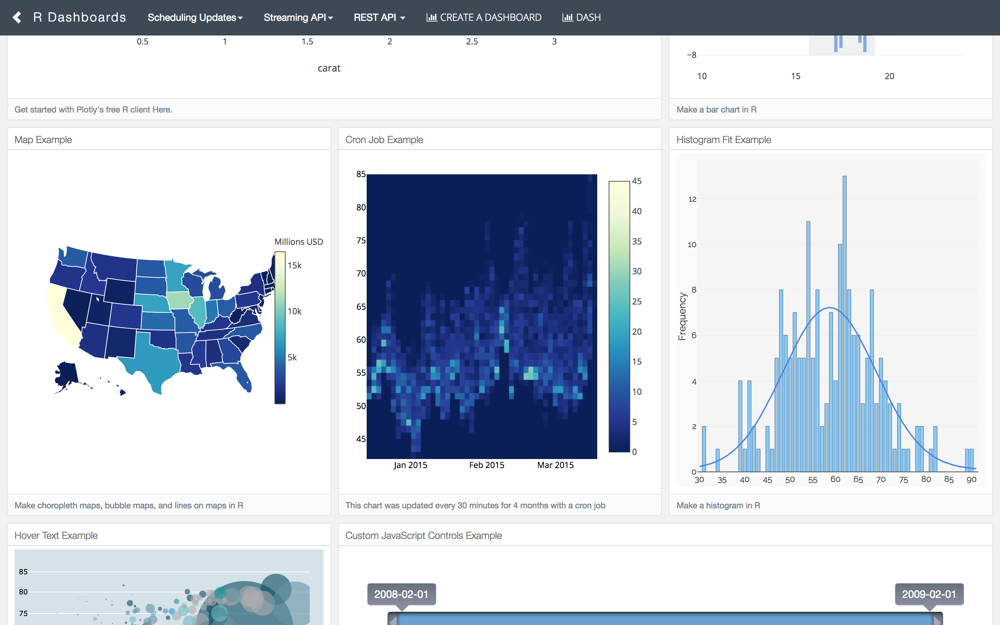 R Dashboards Scheduling Updates Streaming API REST API CREATE A DASHBOARD DASH
0.5 1 1.5 2 2.5 3
carat
Get started with Plotly's free R client Here.
−8
10 15 20
Make a bar chart in R
Map Example
Millions USD
15k
10k
5k
Make choropleth maps, bubble maps, and lines on maps in R
Cron Job Example
85
80
75
70
65
60
55
50
45
Jan 2015 Feb 2015 Mar 2015
45
40
35
30
25
20
15
10
5
0
This chart was updated every 30 minutes for 4 months with a cron job
Histogram Fit Example
Frequency
12
10
8
6
4
2
0
30 35 40 45 50 55 60 65 70 75 80 85 90
Make a histogram in R
Hover Text Example
85
80
75
Custom JavaScript Controls Example
2008-02-01 2009-02-01